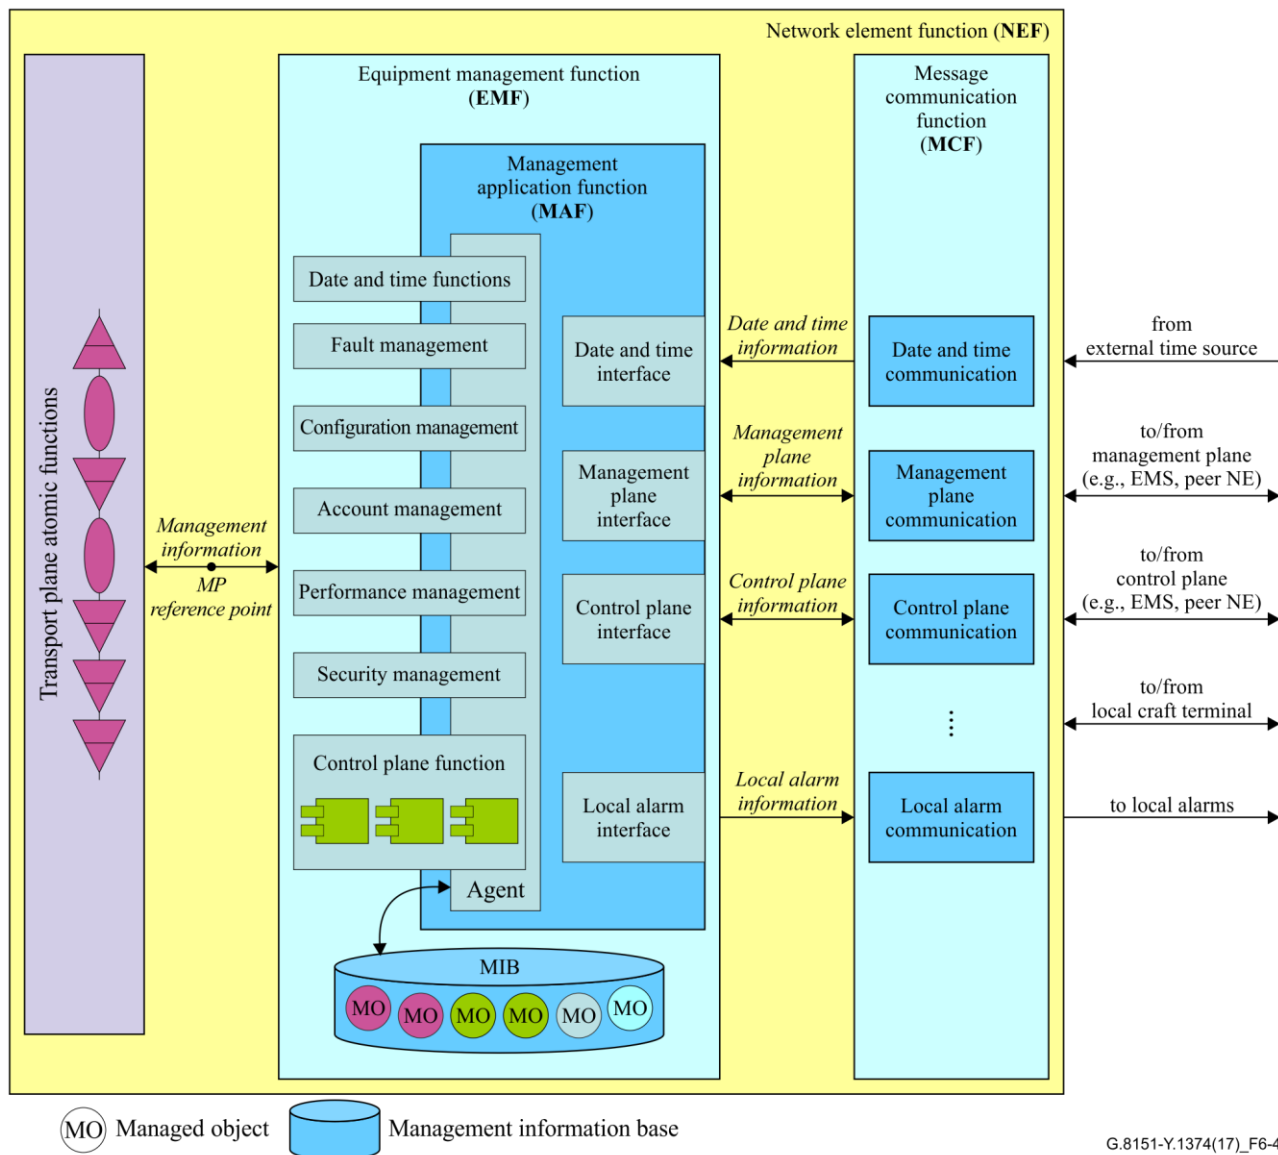 Network element function (NEF)
Transport plane atomic functions
Management
information
MP
reference point
Equipment management function
(EMF)
Management
application function
(MAF)
Date and time functions
Fault management
Configuration management
Account management
Performance management
Security management
Control plane function
Agent
Date and time
interface
Management
plane
interface
Control plane
interface
Local alarm
interface
MIB
MO
MO
MO
MO
MO
MO
Date and time
information
Management
plane
information
Control plane
information
Local alarm
information
Message
communication
function
(MCF)
Date and time
communication
Management
plane
communication
Control plane
communication
Local alarm
communication
from
external time source
to/from
management plane
(e.g., EMS, peer NE)
to/from
control plane
(e.g., EMS, peer NE)
to/from
local craft terminal
to local alarms
MO Managed object
Management information base
G.8151-Y.1374(17)_F6-4